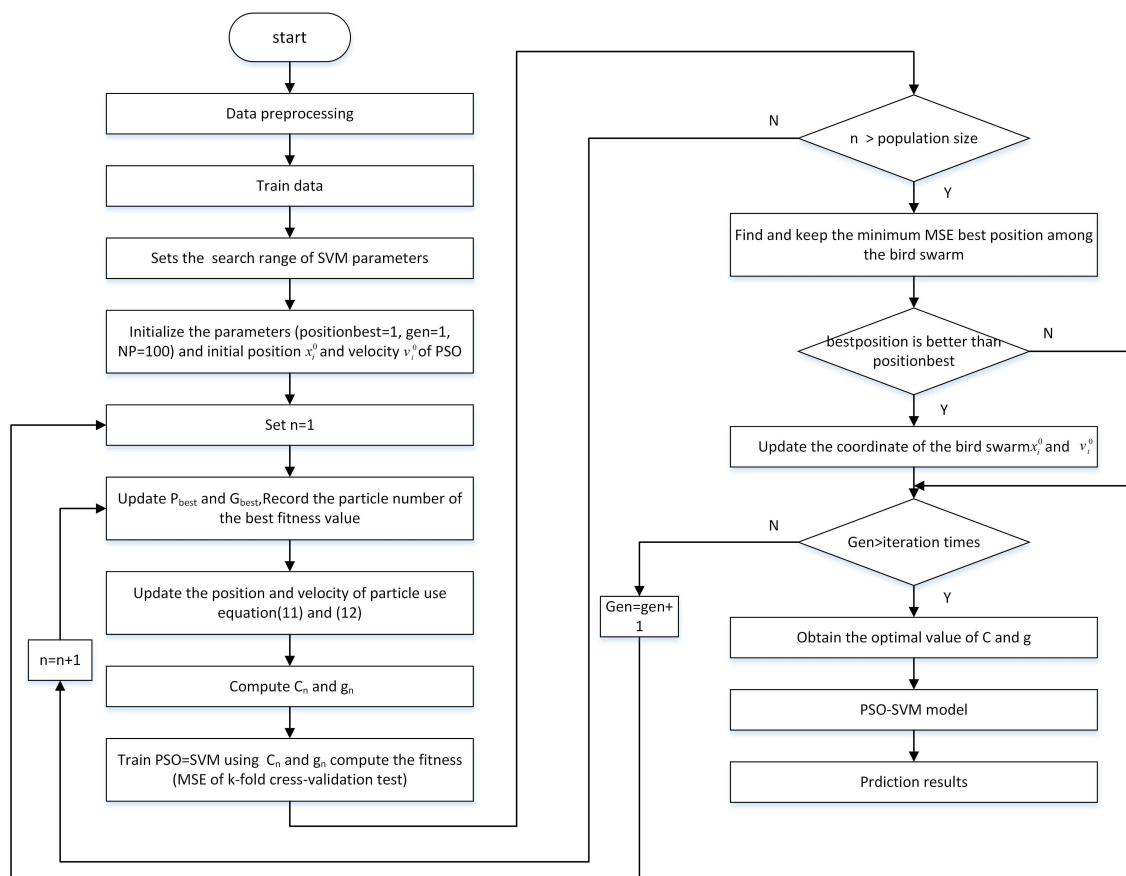 start
Data preprocessing
Train data
Sets the search range of SVM parameters
Initialize the parameters (positionbest=1, gen=1,
NP=100) and initial position x_i^0 and velocity v_i^0 of PSO
Set n=1
Update P_best and G_best,Record the particle number of
the best fitness value
Update the position and velocity of particle use
equation(11) and (12)
n=n+1
Compute C_n and g_n
Train PSO=SVM using C_n and g_n compute the fitness
(MSE of k-fold cress-validation test)
N
n > population size
Y
Find and keep the minimum MSE best position among
the bird swarm
bestposition is better than
positionbest
N
Y
Update the coordinate of the bird swarm x_i^0 and v_i^0
N
Gen>iteration times
Y
Gen=gen+
1
Obtain the optimal value of C and g
PSO-SVM model
Prdiction results